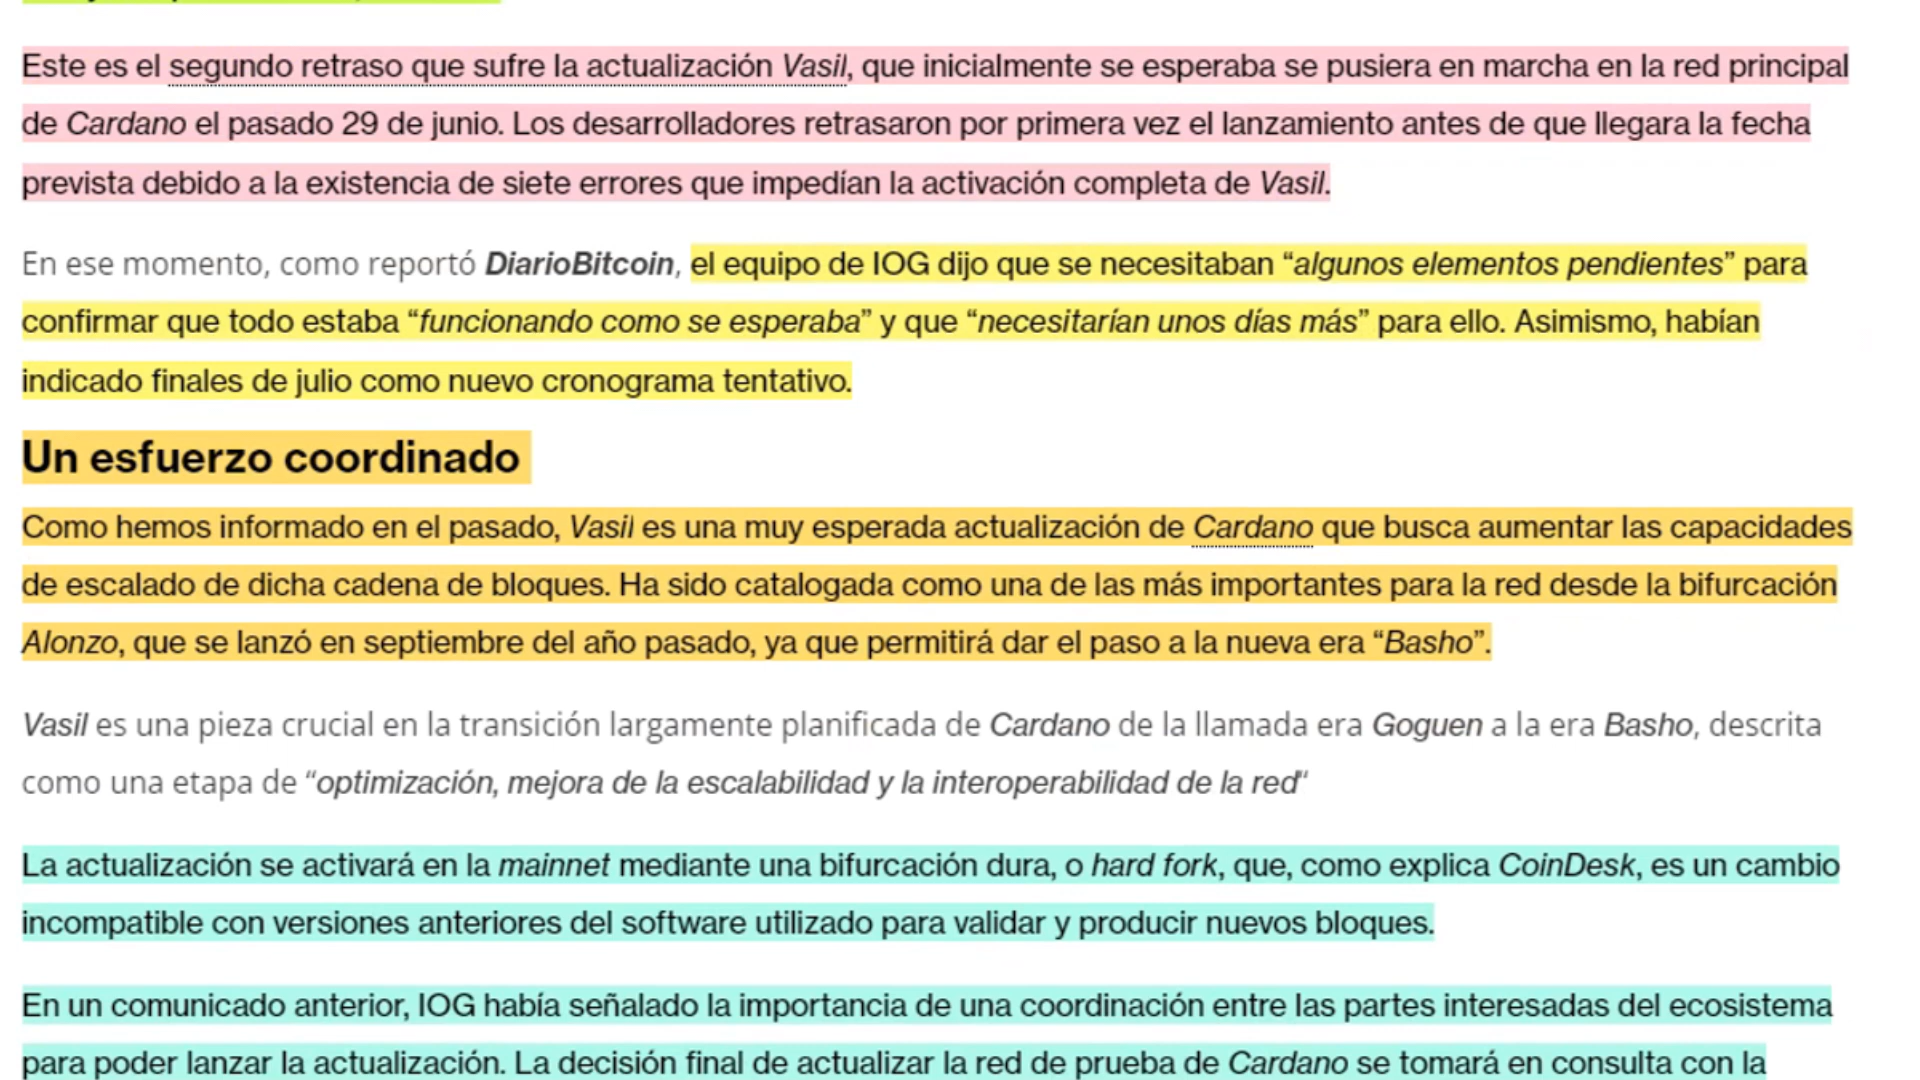 Este es el segundo retraso que sufre la actualización Vasil, que inicialmente se esperaba se pusiera en marcha en la red principal
de Cardano el pasado 29 de junio. Los desarrolladores retrasaron por primera vez el lanzamiento antes de que llegara la fecha
prevista debido a la existencia de siete errores que impedían la activación completa de Vasil.
En ese momento, como reportó DiarioBitcoin, el equipo de IOG dijo que se necesitaban “algunos elementos pendientes” para
confirmar que todo estaba “funcionando como se esperaba” y que “necesitarían unos días más” para ello. Asimismo, habían
indicado finales de julio como nuevo cronograma tentativo.
Un esfuerzo coordinado
Como hemos informado en el pasado, Vasil es una muy esperada actualización de Cardano que busca aumentar las capacidades
de escalado de dicha cadena de bloques. Ha sido catalogada como una de las más importantes para la red desde la bifurcación
Alonzo, que se lanzó en septiembre del año pasado, ya que permitirá dar el paso a la nueva era “Basho”.
Vasil es una pieza crucial en la transición largamente planificada de Cardano de la llamada era Goguen a la era Basho, descrita
como una etapa de “optimización, mejora de la escalabilidad y la interoperabilidad de la red“
La actualización se activará en la mainnet mediante una bifurcación dura, o hard fork, que, como explica CoinDesk, es un cambio
incompatible con versiones anteriores del software utilizado para validar y producir nuevos bloques.
En un comunicado anterior, IOG había señalado la importancia de una coordinación entre las partes interesadas del ecosistema
para poder lanzar la actualización. La decisión final de actualizar la red de prueba de Cardano se tomará en consulta con la